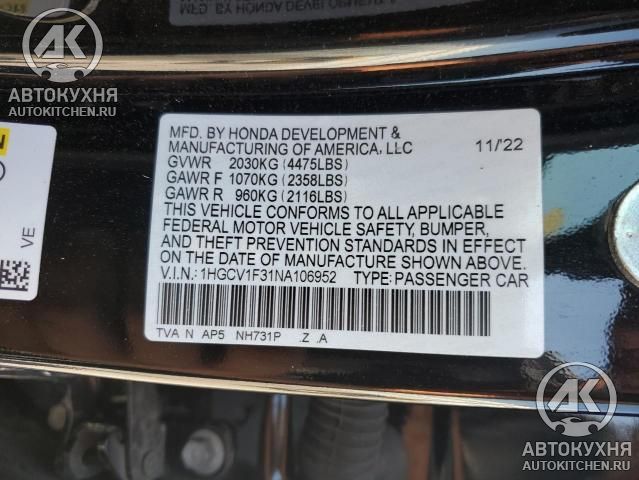 АВТОКУХНЯ
AUTOKITCHEN.RU
MFD. BY HONDA DEVELOPMENT &
MANUFACTURING OF AMERICA, LLC 11/'22
GVWR 2030KG (4475LBS)
GAWR F 1070KG (2358LBS)
GAWR R 960KG (2116LBS)
THIS VEHICLE CONFORMS TO ALL APPLICABLE
FEDERAL MOTOR VEHICLE SAFETY, BUMPER,
AND THEFT PREVENTION STANDARDS IN EFFECT
ON THE DATE OF MANUFACTURE SHOWN ABOVE.
V.I.N.: 1HGCV1F31NA106952 TYPE: PASSENGER CAR
TVA N AP5 NH731P .Z .A
VE
АВТОКУХНЯ
AUTOKITCHEN.RU